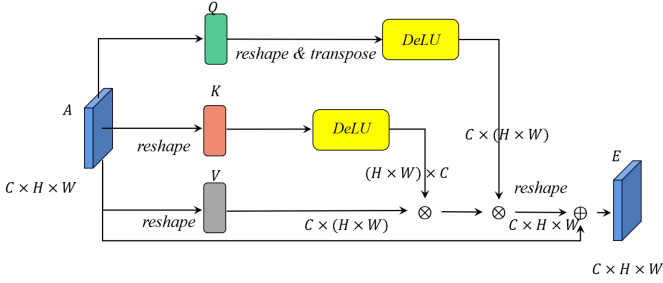 Q
DeLU
reshape & transpose
A
K
DeLU
reshape
C × (H × W)
(H × W) × C
E
C × H × W
V
reshape
reshape
C × (H × W)
C × H × W
C × H × W